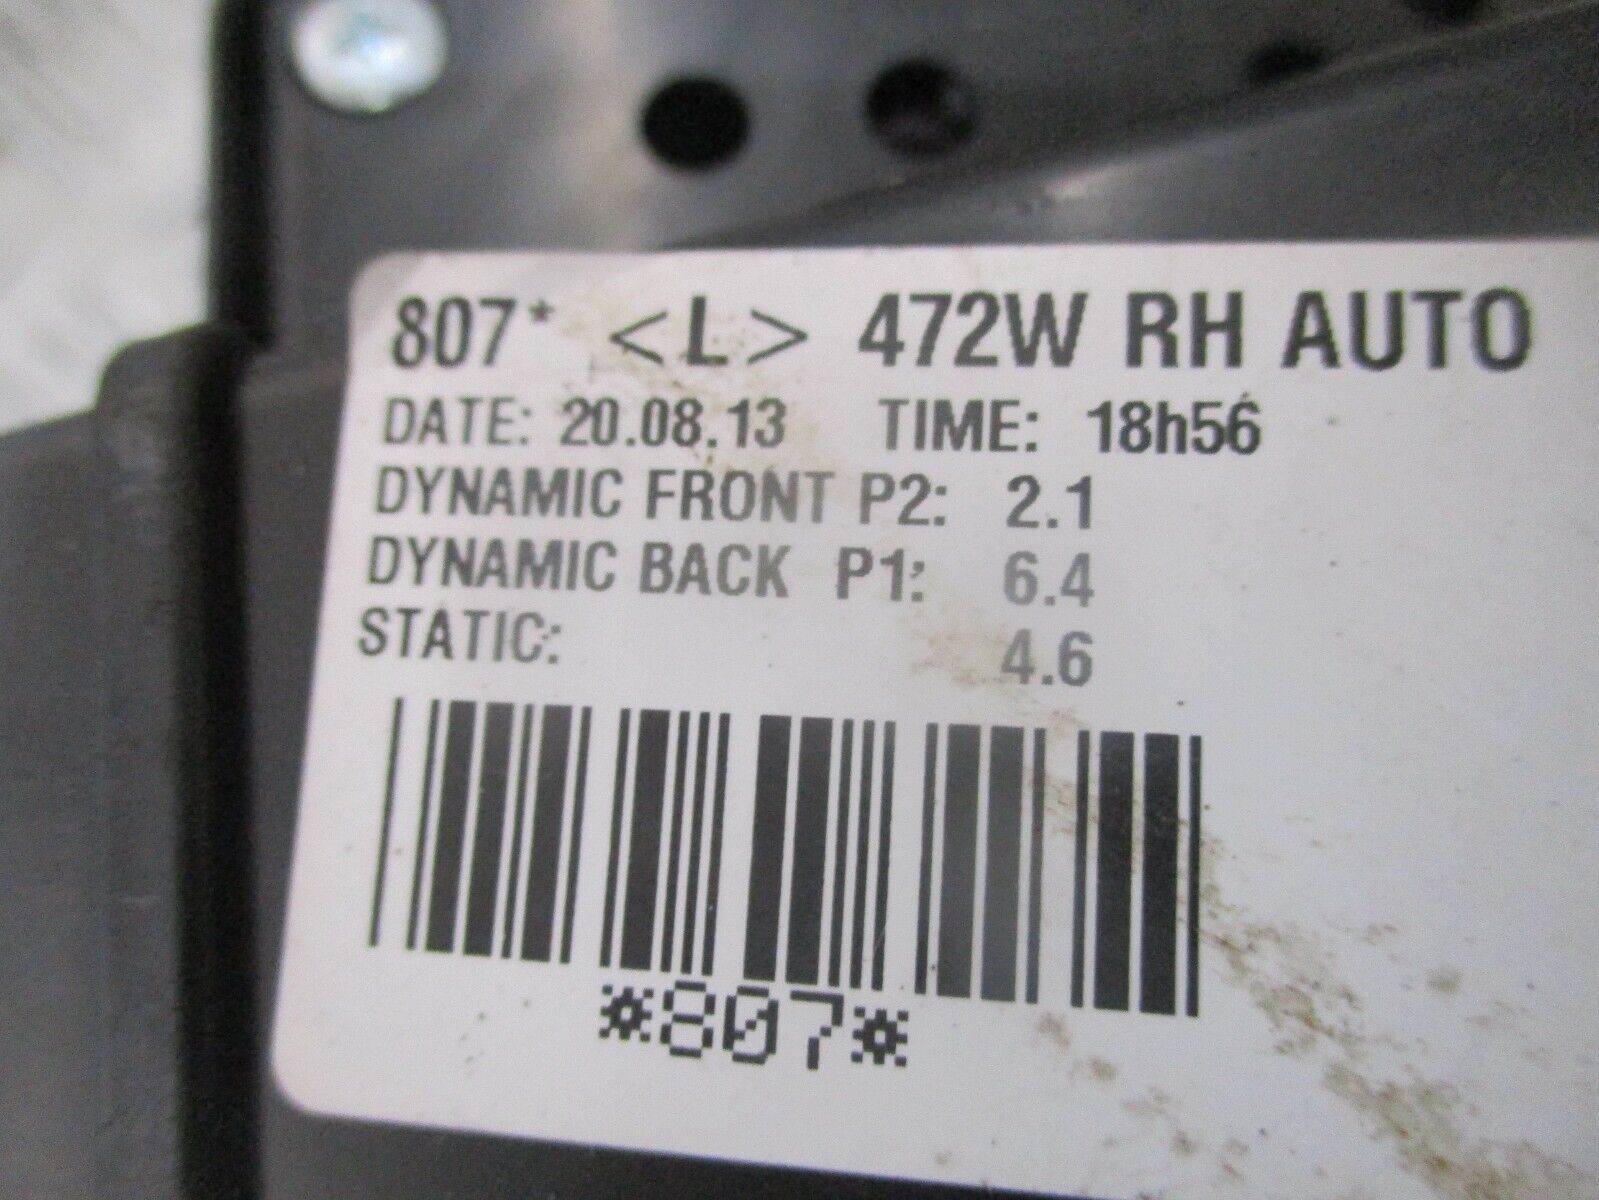 807* <L> 472W RH AUTO
DATE: 20.08.13 TIME: 18h56
DYNAMIC FRONT P2: 2.1
DYNAMIC BACK P1: 6.4
STATIC: 4.6
*807*